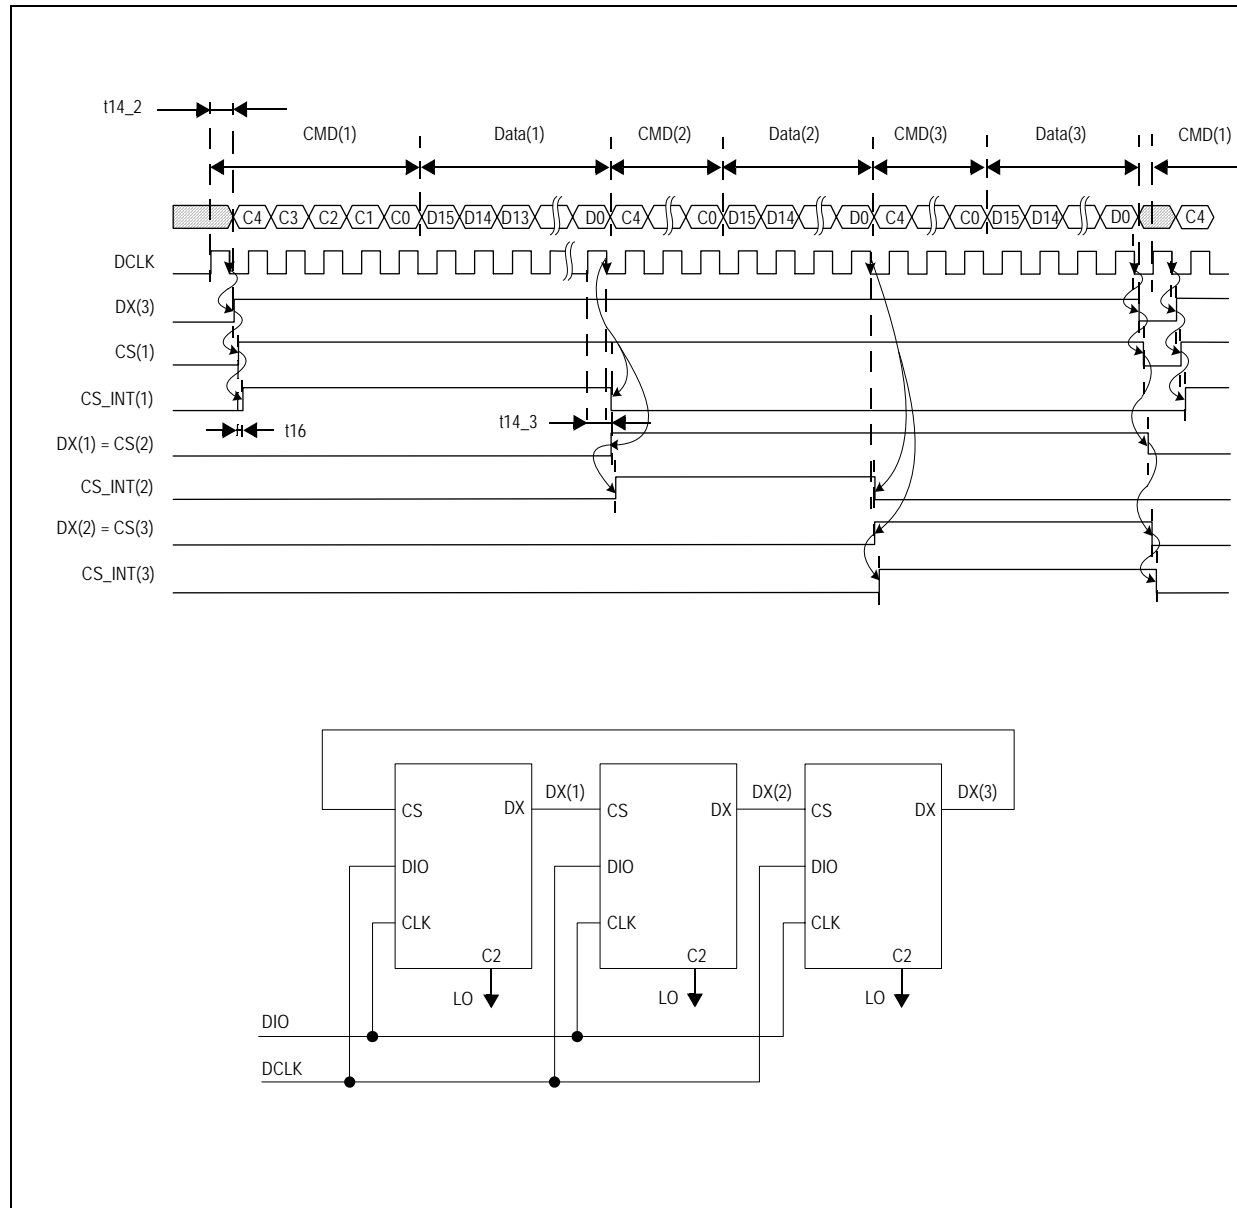 t14_2
CMD(1) Data(1) CMD(2) Data(2) CMD(3) Data(3) CMD(1)
C4 C3 C2 C1 C0 D15 D14 D13 D0 C4 C0 D15 D14 D0 C4 C0 D15 D14 D0 C4
DCLK
DX(3)
CS(1)
CS_INT(1)
t16 t14_3
DX(1) = CS(2)
CS_INT(2)
DX(2) = CS(3)
CS_INT(3)
CS DX DX(1) CS DX DX(2) CS DX DX(3)
DIO DIO DIO
CLK CLK CLK
C2 C2 C2
LO LO LO
DIO
DCLK